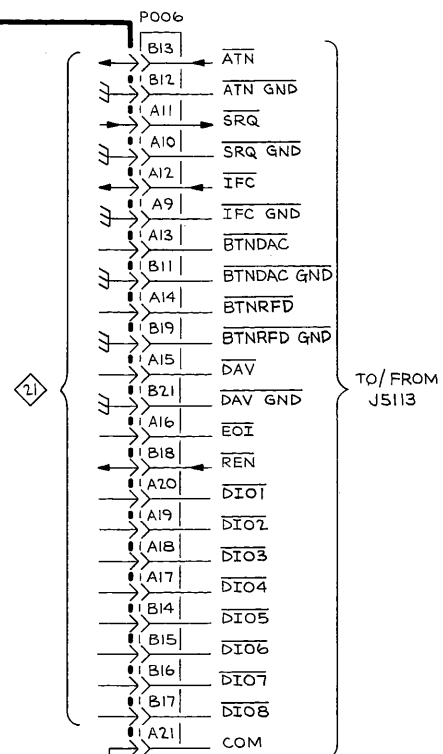 P006
B13 ATN
B12 ATN GND
A11 SRQ
A10 SRQ GND
A12 IFC
A9 IFC GND
A13 BTNDAC
B11 BTNDAC GND
A14 BTNRFD
B19 BTNRFD GND
A15 DAV
B21 DAV GND
A16 EOI
B18 REN
A20 DIO1
A19 DIO2
A18 DIO3
A17 DIO4
B14 DIO5
B15 DIO6
B16 DIO7
B17 DIO8
A21 COM
21
TO/FROM
J5113